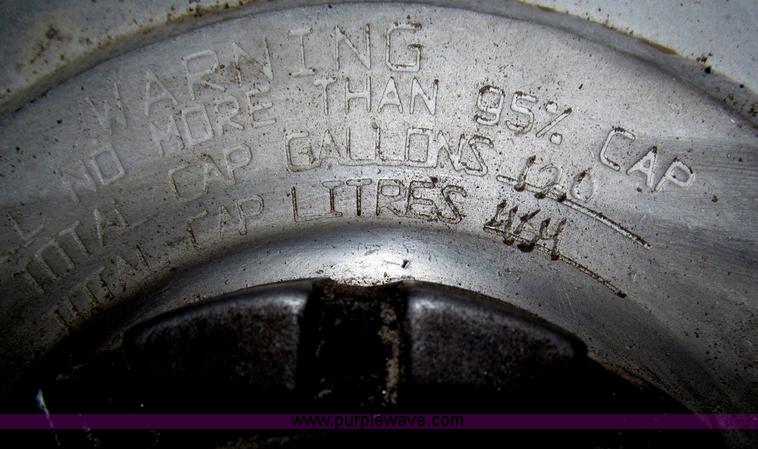 WARNING
L NO MORE THAN 95% CAP
TOTAL CAP GALLONS 120
TOTAL CAP LITRES 454
www.purplewave.com